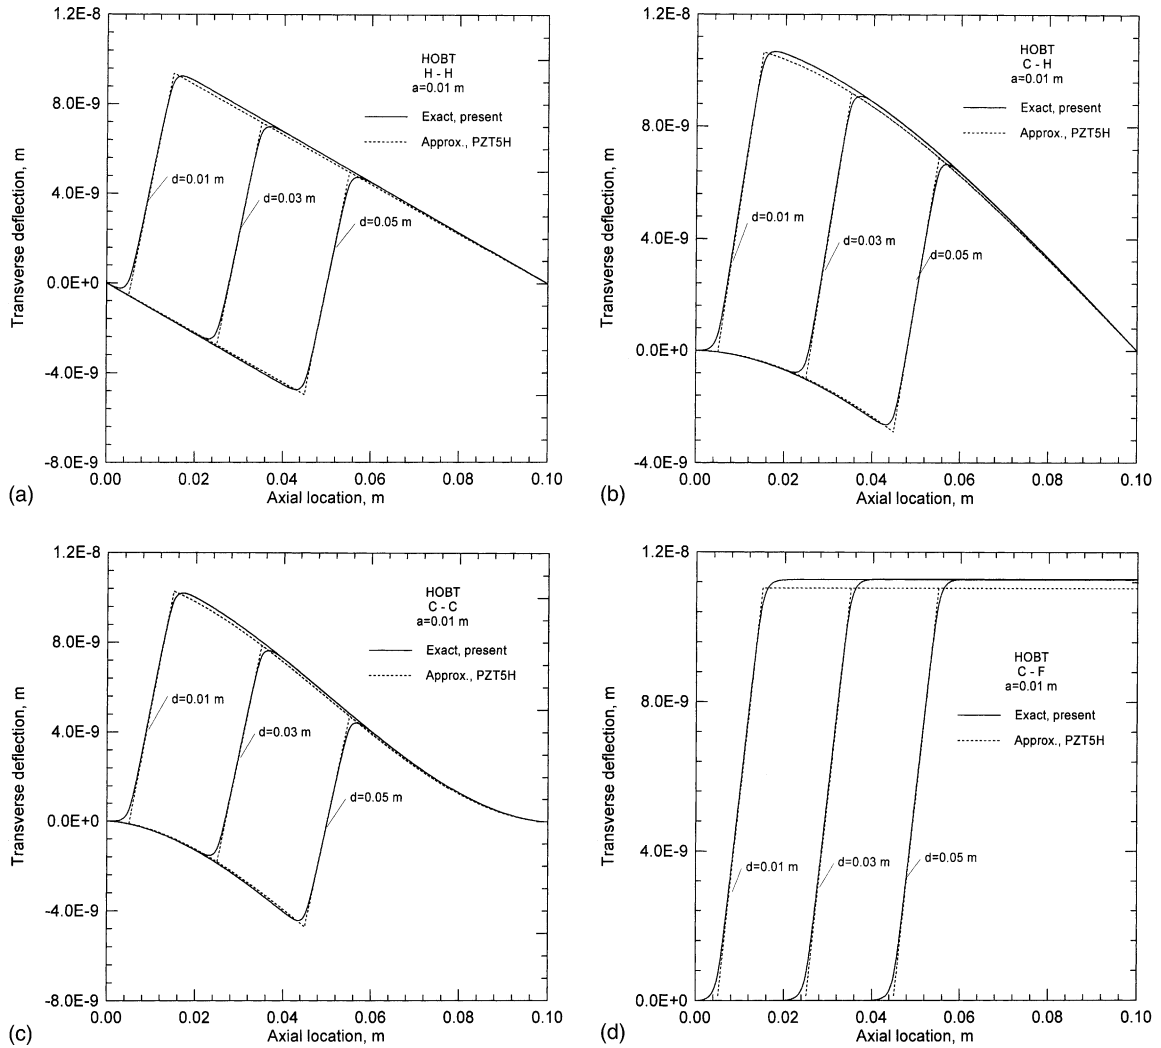 1.2E-8
8.0E-9
4.0E-9
0.0E+0
-4.0E-9
-8.0E-9
Transverse deflection, m
HOBT
H - H
a=0.01 m
Exact, present
Approx., PZT5H
d=0.01 m
d=0.03 m
d=0.05 m
0.00 0.02 0.04 0.06 0.08 0.10
Axial location, m
(a)
1.2E-8
8.0E-9
4.0E-9
0.0E+0
-4.0E-9
Transverse deflection, m
HOBT
C - H
a=0.01 m
Exact, present
Approx., PZT5H
d=0.01 m
d=0.03 m
d=0.05 m
0.00 0.02 0.04 0.06 0.08 0.10
Axial location, m
(b)
1.2E-8
8.0E-9
4.0E-9
0.0E+0
-4.0E-9
-8.0E-9
Transverse deflection, m
HOBT
C - C
a=0.01 m
Exact, present
Approx., PZT5H
d=0.01 m
d=0.03 m
d=0.05 m
0.00 0.02 0.04 0.06 0.08 0.10
Axial location, m
(c)
1.2E-8
8.0E-9
4.0E-9
0.0E+0
Transverse deflection, m
HOBT
C - F
a=0.01 m
Exact, present
Approx., PZT5H
d=0.01 m
d=0.03 m
d=0.05 m
0.00 0.02 0.04 0.06 0.08 0.10
Axial location, m
(d)